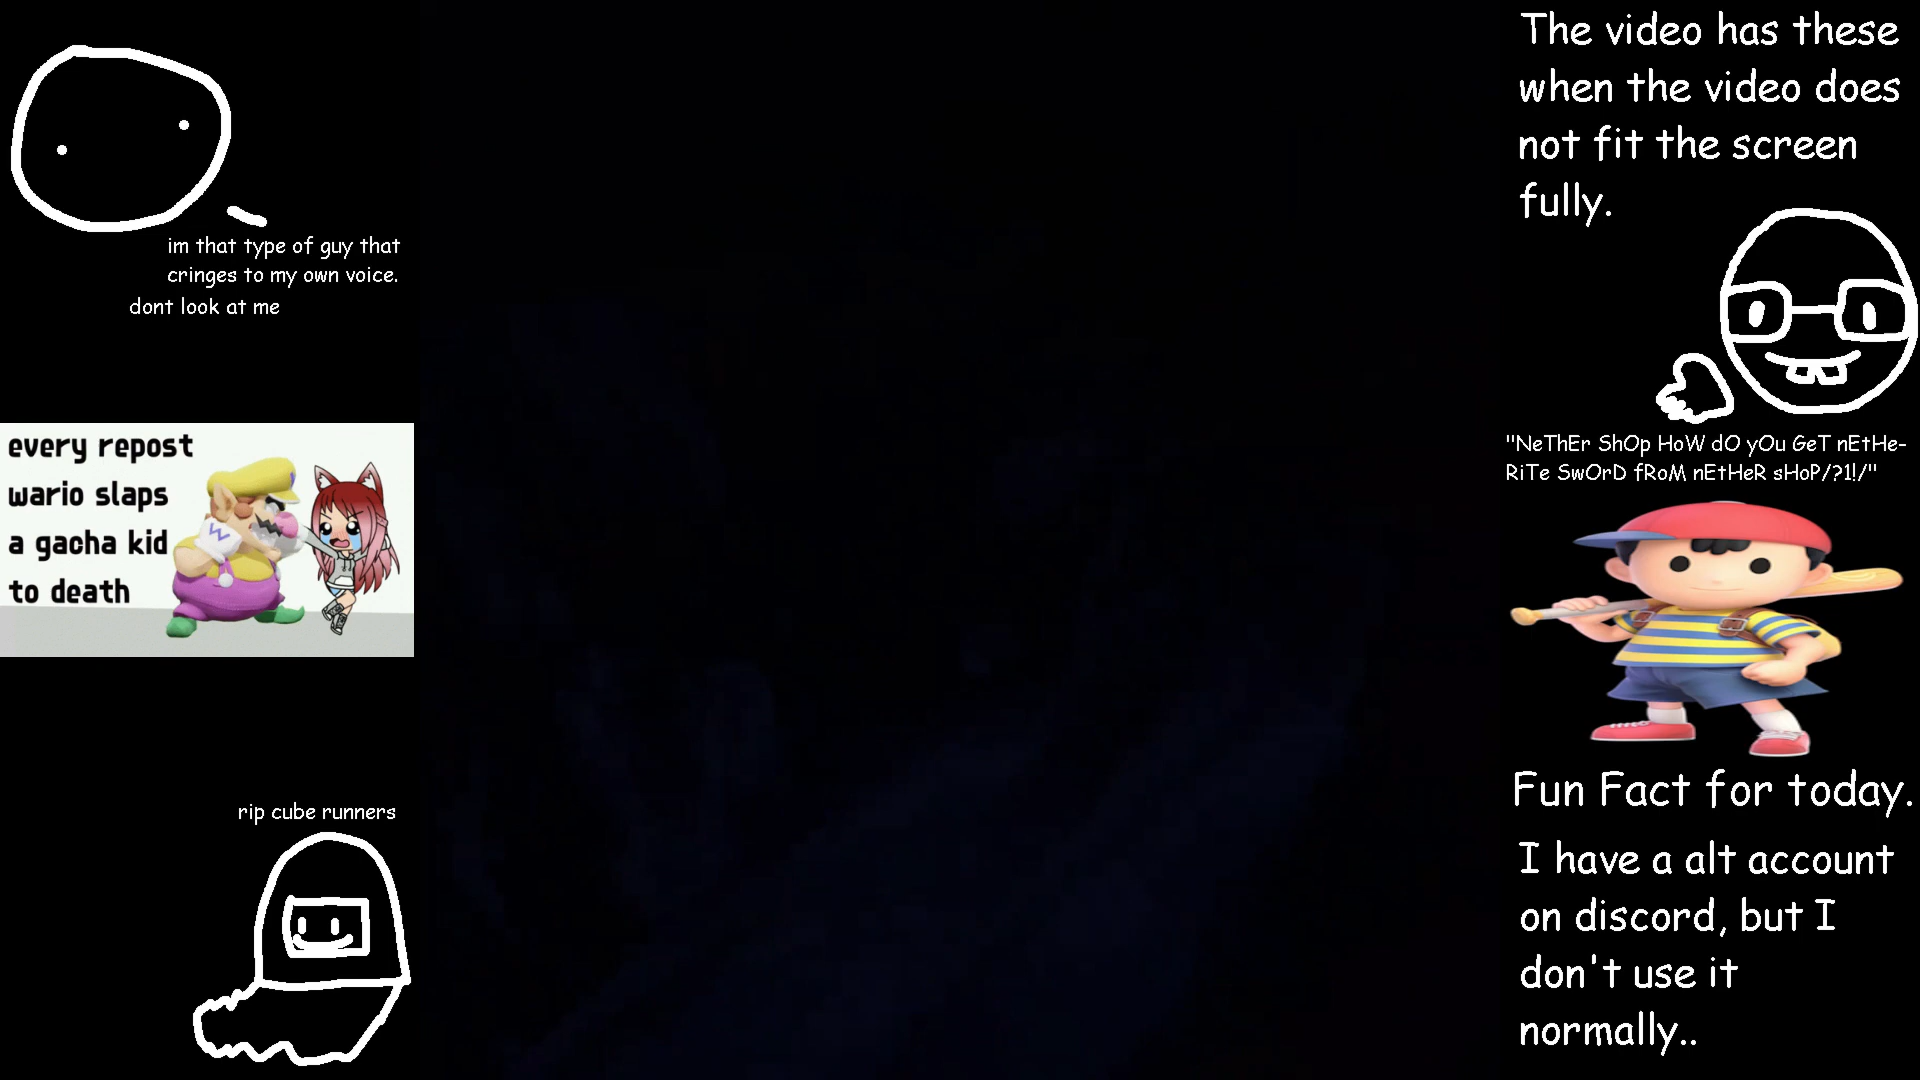 im that type of guy that
cringes to my own voice.
dont look at me
every repost
wario slaps
a gacha kid
to death
W
rip cube runners
The video has these
when the video does
not fit the screen
fully.
"NeThEr ShOp HoW dO yOu GeT nEtHe-
RiTe SwOrD fRoM nEtHeR sHoP/?1!/"
Fun Fact for today.
I have a alt account
on discord, but I
don't use it
normally..